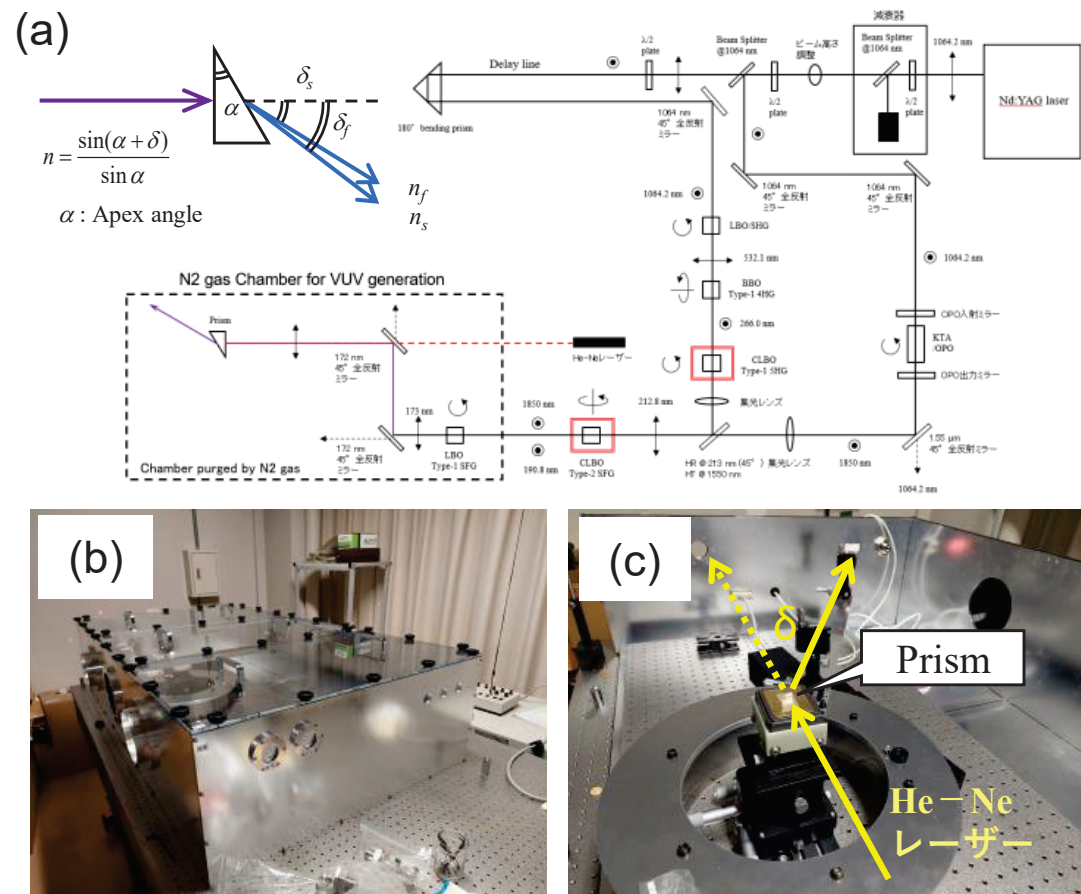 (a)
δs
α
δf
n = sin(α + δ) / sin α
nf
ns
α : Apex angle
減衰器
λ/2
plate
Beam Splitter
@1064 nm
ビーム高さ
調整
Beam Splitter
@1064 nm
1064.2 nm
Delay line
180° bending prism
1064 nm
45° 全反射
ミラー
λ/2
plate
λ/2
plate
Nd:YAG laser
1064 nm
45° 全反射
ミラー
1064 nm
45° 全反射
ミラー
1064.2 nm
LBO/SHG
532.1 nm
1064.2 nm
BBO
Type-1 4HG
266.0 nm
OPO入射ミラー
KTA
/OPO
OPO出力ミラー
CLBO
Type-1 5HG
集光レンズ
N2 gas Chamber for VUV generation
Prism
172 nm
45° 全反射
ミラー
He-Neレーザー
173 nm
1850 nm
212.8 nm
LBO
Type-1 SFG
190.8 nm
CLBO
Type-2 SFG
HR @ 213 nm (45°)
HT @ 1550 nm
集光レンズ
1850 nm
1.55 μm
45° 全反射ミラー
1064.2 nm
172 nm
45° 全反射
ミラー
Chamber purged by N2 gas
(b)
(c)
δ
Prism
He－Ne
レーザー